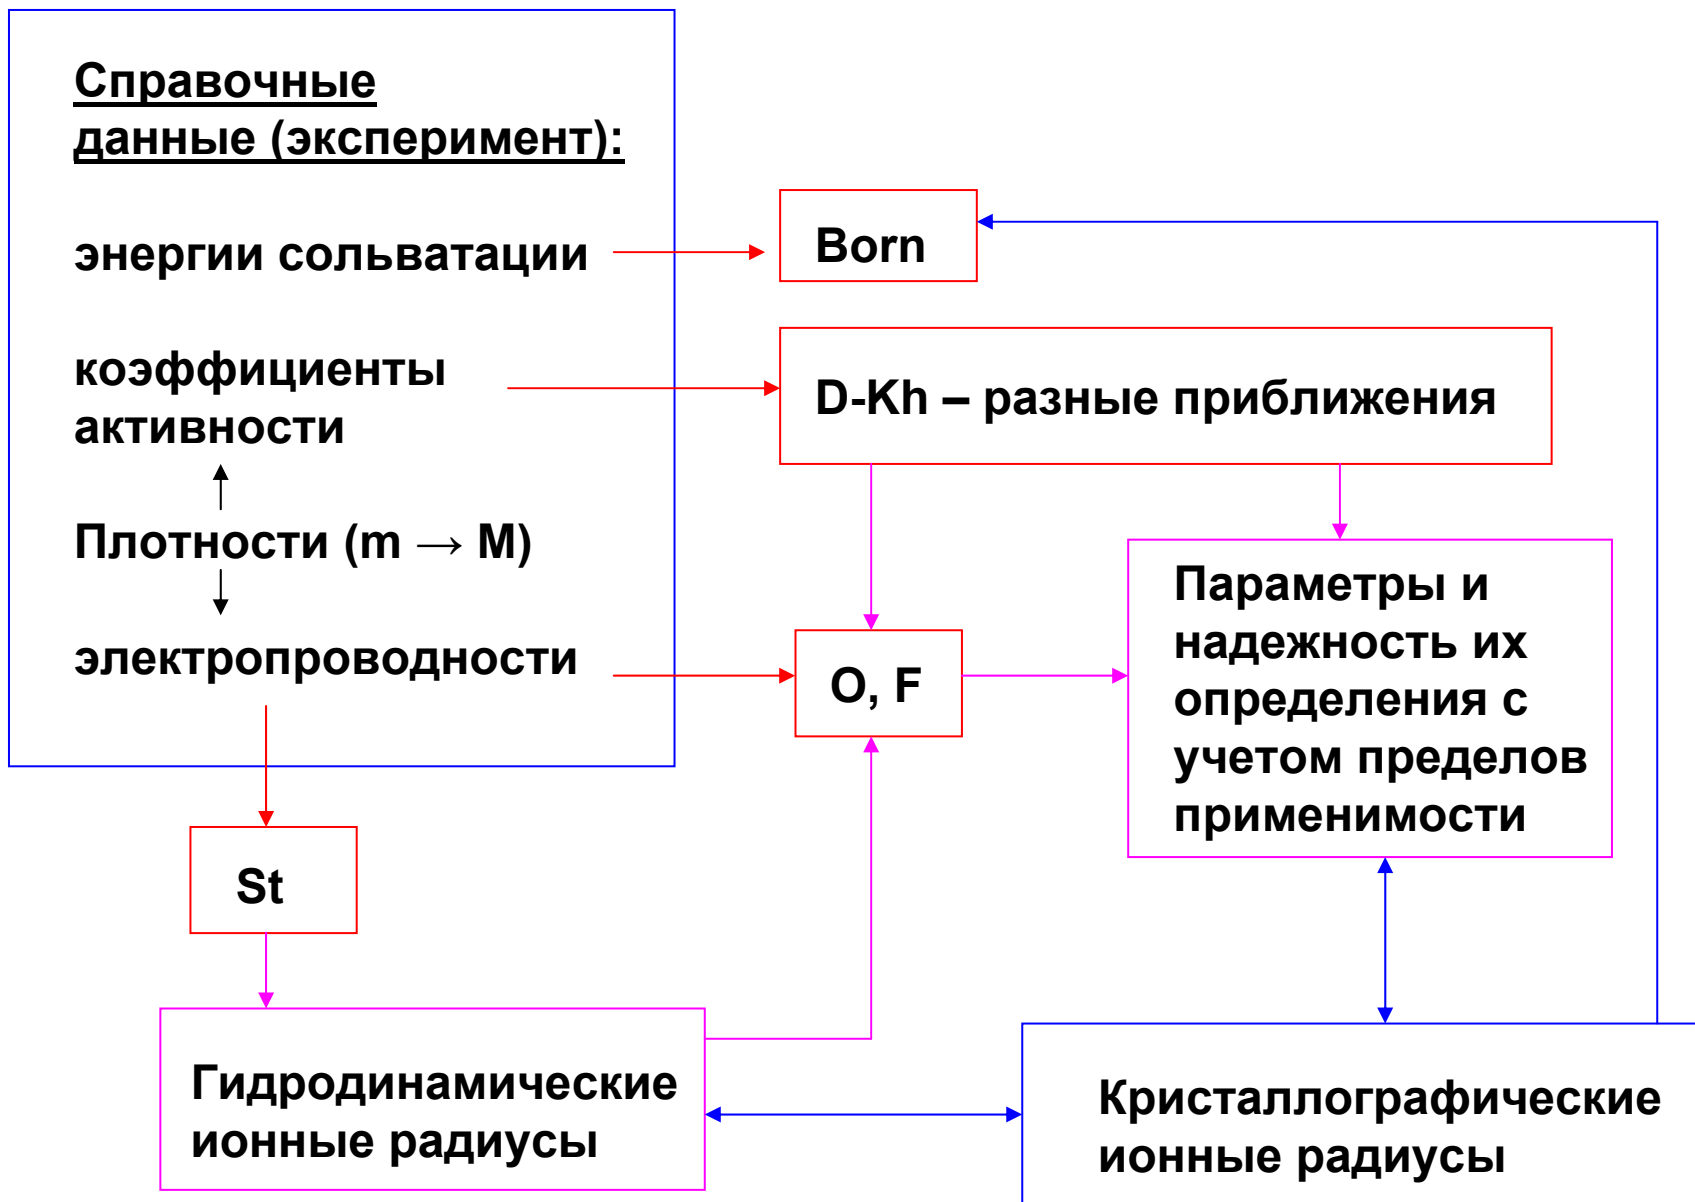 Справочные
данные (эксперимент):
энергии сольватации
Born
коэффициенты
активности
D-Kh – разные приближения
Плотности (m → M)
электропроводности
O, F
Параметры и
надежность их
определения с
учетом пределов
применимости
St
Гидродинамические
ионные радиусы
Кристаллографические
ионные радиусы